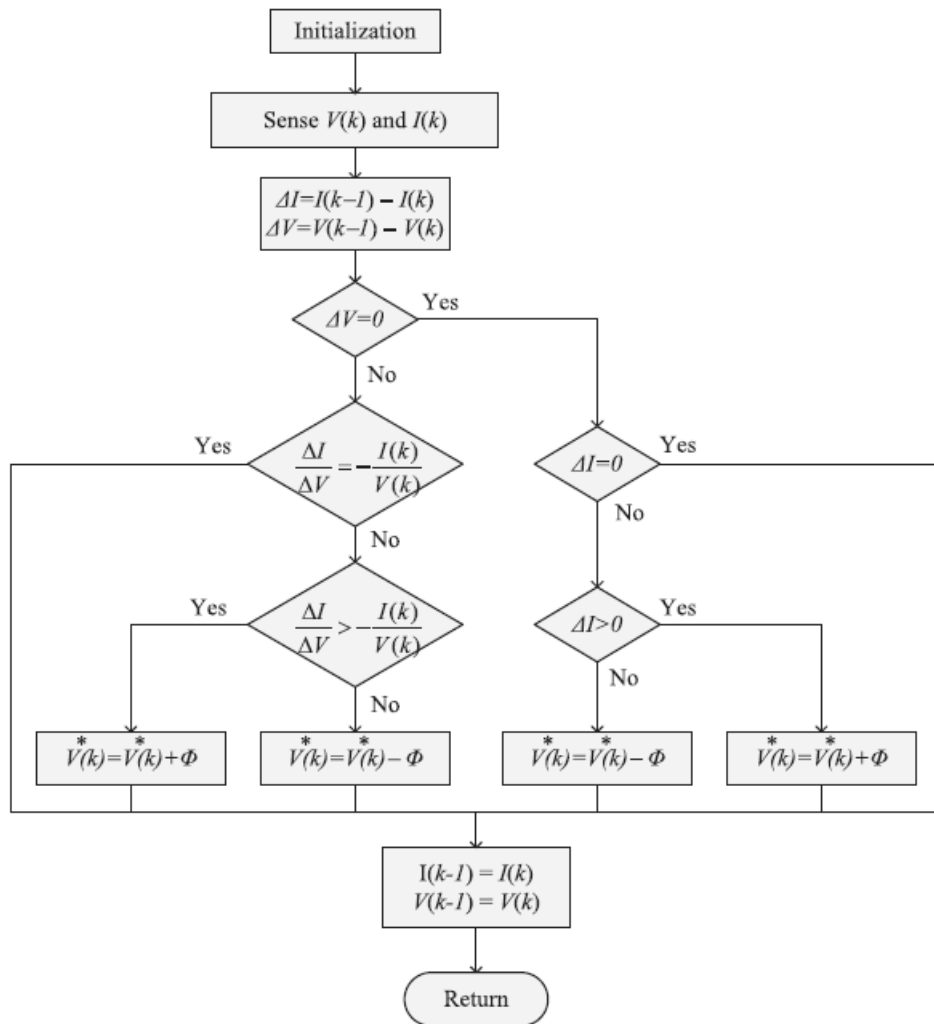 Initialization
Sense V(k) and I(k)
ΔI=I(k−1) − I(k)
ΔV=V(k−1) − V(k)
ΔV=0
Yes
No
Yes
ΔI/ΔV = −I(k)/V(k)
ΔI=0
Yes
No
No
Yes
ΔI/ΔV > −I(k)/V(k)
ΔI>0
Yes
No
No
V*(k)=V*(k)+Φ
V*(k)=V*(k)− Φ
V*(k)=V*(k)− Φ
V*(k)=V*(k)+Φ
I(k-1) = I(k)
V(k-1) = V(k)
Return